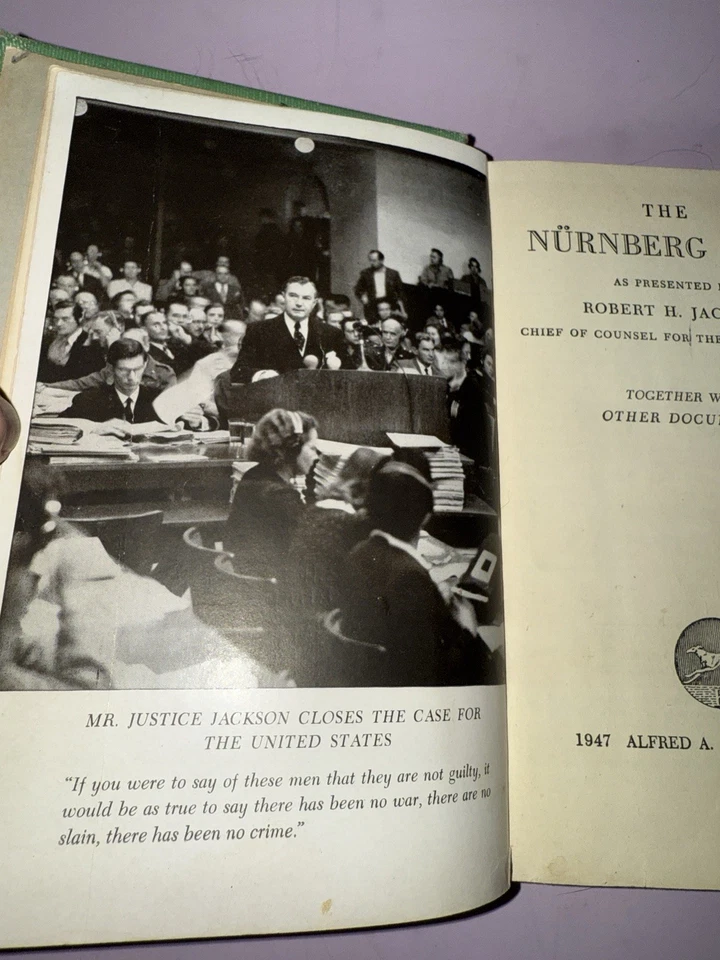 MR. JUSTICE JACKSON CLOSES THE CASE FOR
THE UNITED STATES
"If you were to say of these men that they are not guilty, it
would be as true to say there has been no war, there are no
slain, there has been no crime."
THE
NÜRNBERG
AS PRESENTED
ROBERT H. JAC
CHIEF OF COUNSEL FOR THE
TOGETHER W
OTHER DOCU
1947 ALFRED A.